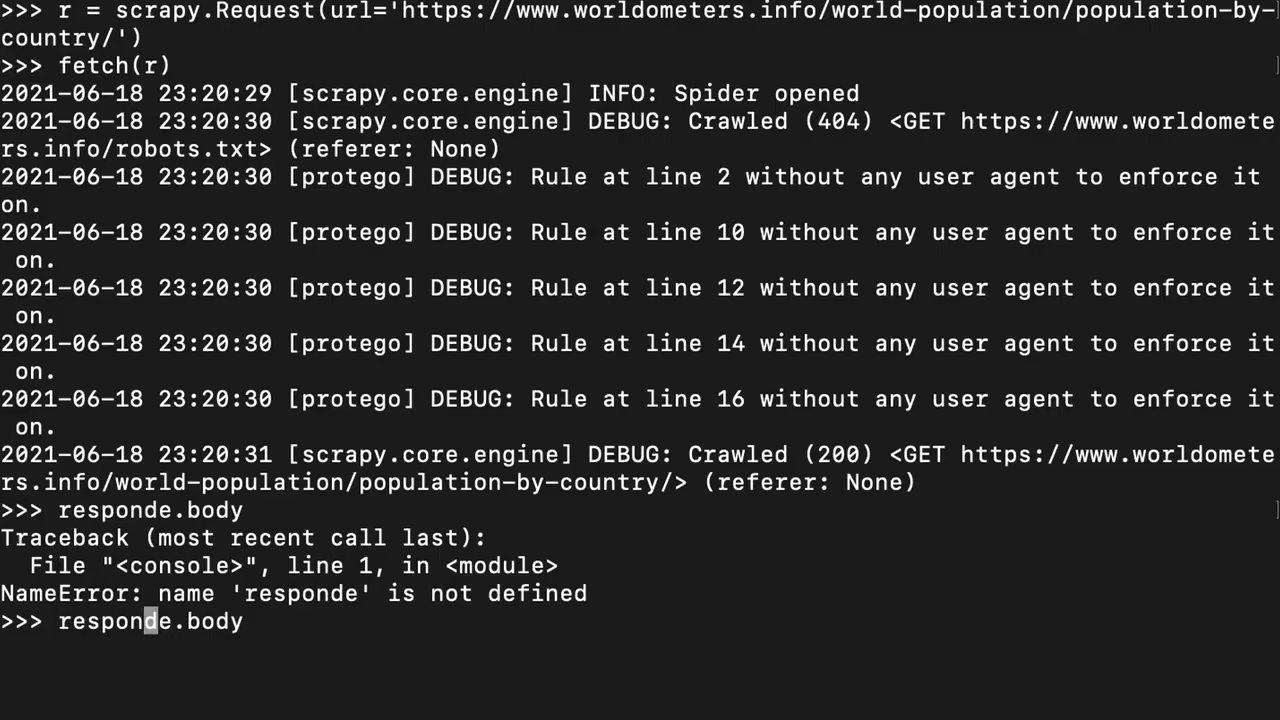 >>> r = scrapy.Request(url='https://www.worldometers.info/world-population/population-by-
country/')
>>> fetch(r)
2021-06-18 23:20:29 [scrapy.core.engine] INFO: Spider opened
2021-06-18 23:20:30 [scrapy.core.engine] DEBUG: Crawled (404) <GET https://www.worldomete
rs.info/robots.txt> (referer: None)
2021-06-18 23:20:30 [protego] DEBUG: Rule at line 2 without any user agent to enforce it
on.
2021-06-18 23:20:30 [protego] DEBUG: Rule at line 10 without any user agent to enforce it
 on.
2021-06-18 23:20:30 [protego] DEBUG: Rule at line 12 without any user agent to enforce it
 on.
2021-06-18 23:20:30 [protego] DEBUG: Rule at line 14 without any user agent to enforce it
 on.
2021-06-18 23:20:30 [protego] DEBUG: Rule at line 16 without any user agent to enforce it
 on.
2021-06-18 23:20:31 [scrapy.core.engine] DEBUG: Crawled (200) <GET https://www.worldomete
rs.info/world-population/population-by-country/> (referer: None)
>>> responde.body
Traceback (most recent call last):
  File "<console>", line 1, in <module>
NameError: name 'responde' is not defined
>>> responde.body